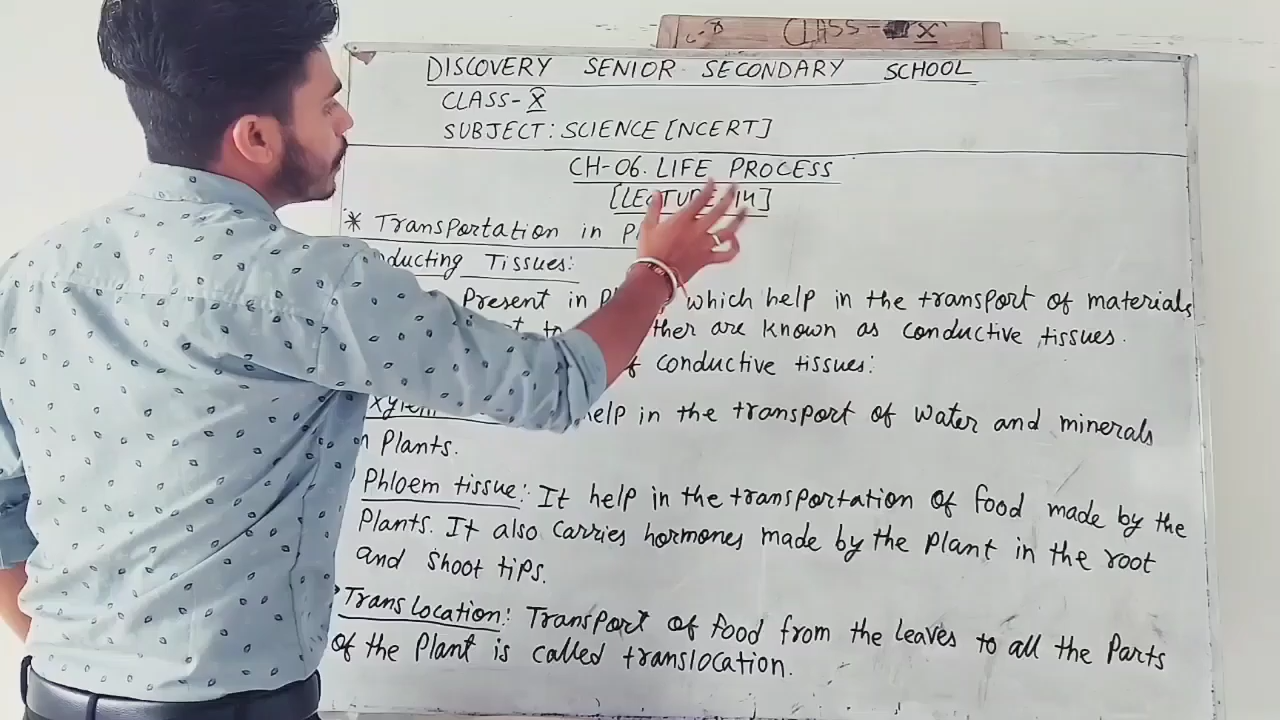 CLASS- X
DISCOVERY SENIOR SECONDARY SCHOOL
CLASS- X
SUBJECT: SCIENCE [NCERT]
CH-06. LIFE PROCESS
[LECTURE-14]
* Transportation in
Tissues:
Present in which help in the transport of materials
are known as conductive tissues.
of conductive tissues:
Xylem help in the transport of water and minerals
Plants.
Phloem tissue: It help in the transportation of food made by the
Plants. It also carries hormones made by the plant in the root
and shoot tips.
Translocation: Transport of food from the leaves to all the parts
of the plant is called translocation.